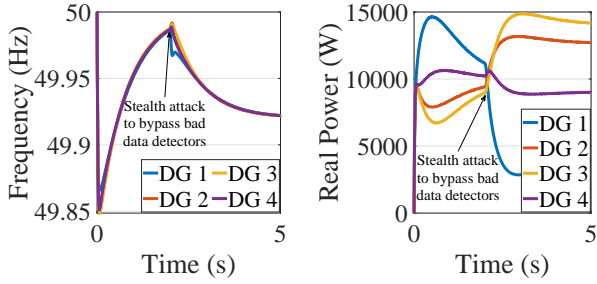 50
49.95
49.9
49.85
Frequency (Hz)
Stealth attack
to bypass bad
data detectors
DG 1 DG 3
DG 2 DG 4
0 5
Time (s)
15000
10000
5000
0
Real Power (W)
Stealth attack
to bypass bad
data detectors
DG 1
DG 2
DG 3
DG 4
0 5
Time (s)